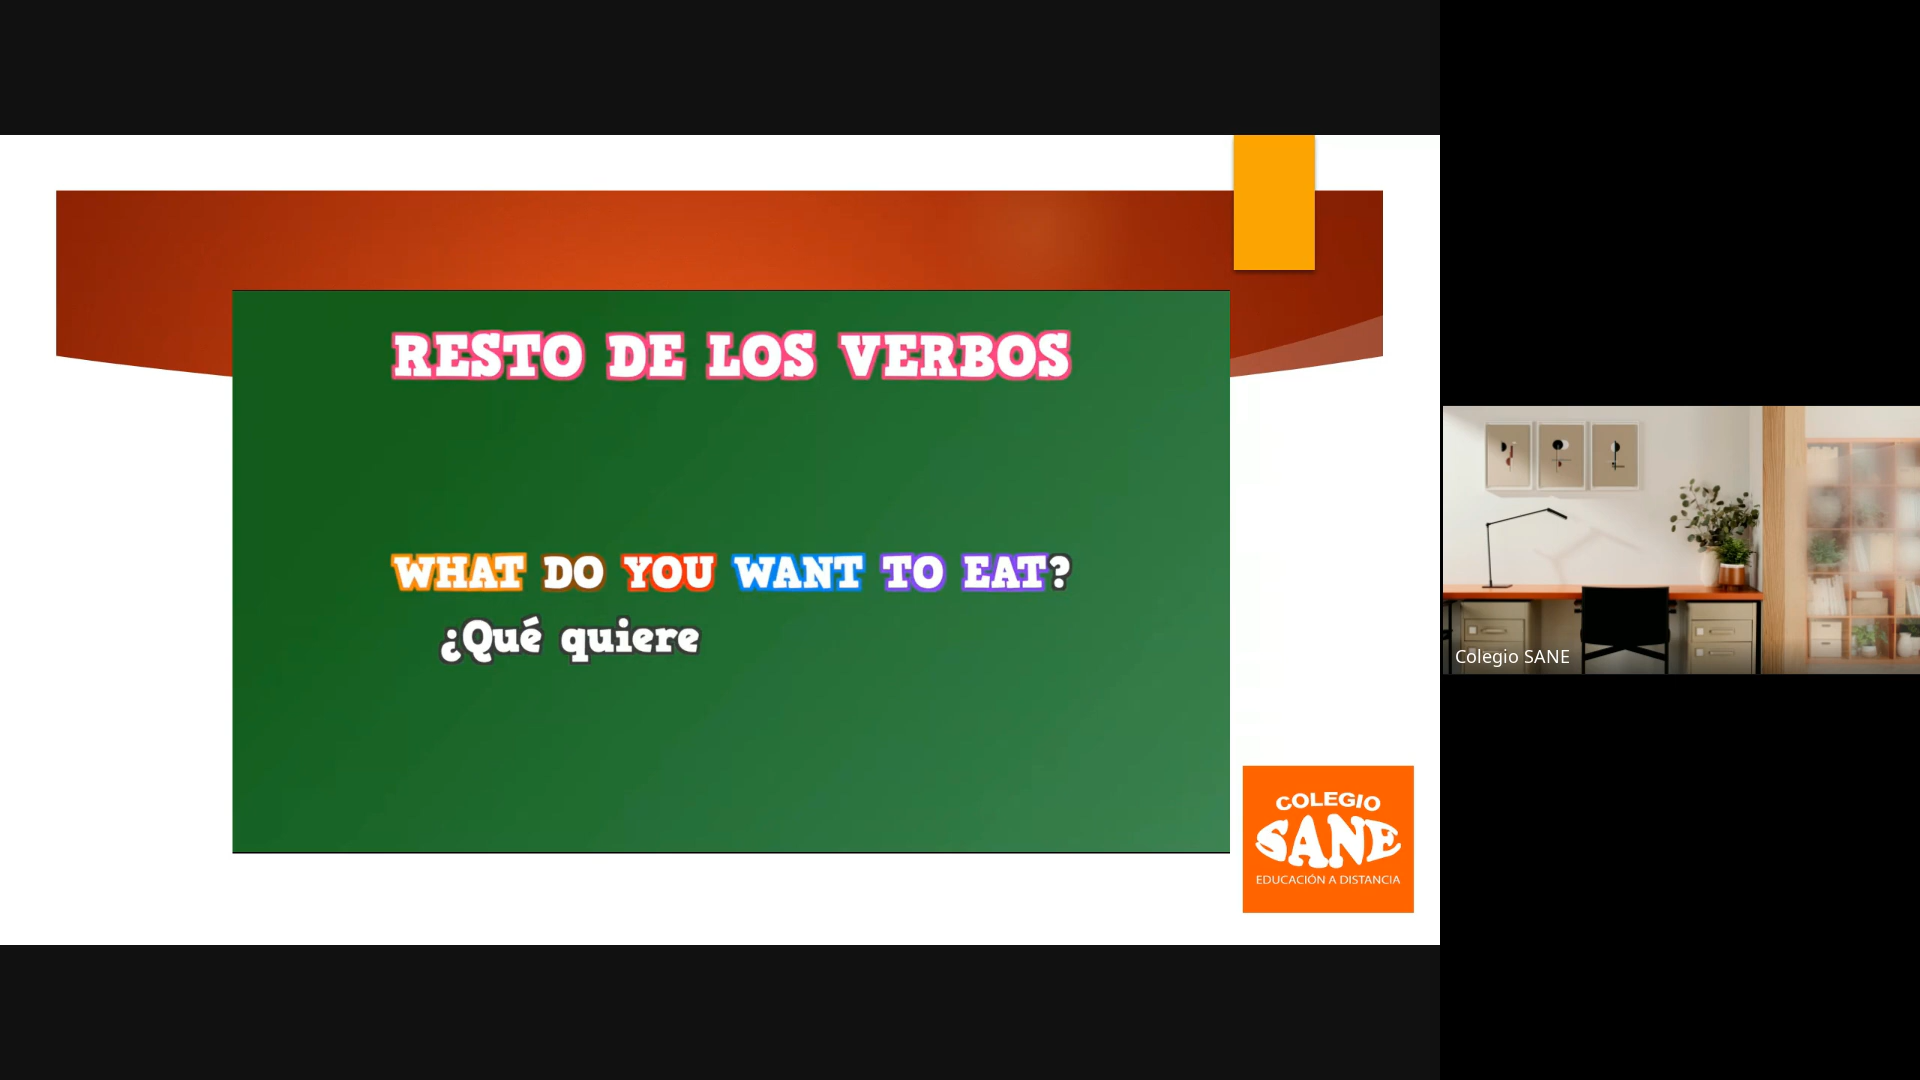 RESTO DE LOS VERBOS
WHAT DO YOU WANT TO EAT?
¿Qué quiere
COLEGIO
SANE
EDUCACIÓN A DISTANCIA
Colegio SANE